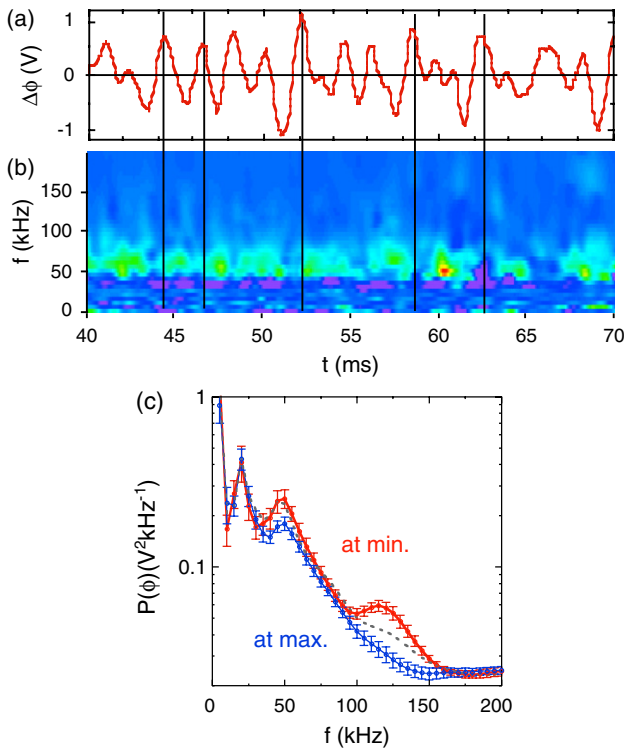 (a)
1
0
-1
Δϕ (V)
(b)
150
100
50
0
f (kHz)
40 45 50 55 60 65 70
t (ms)
(c)
1
0.1
P(ϕ)(V²kHz⁻¹)
at min.
at max.
0 50 100 150 200
f (kHz)